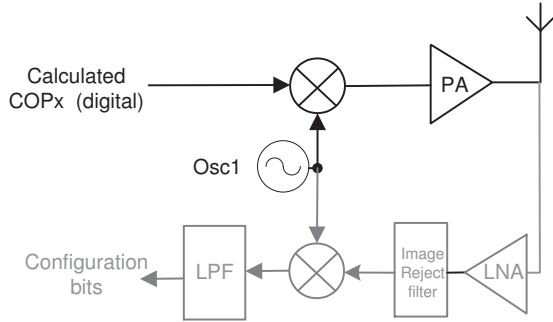 Calculated
COPx (digital)
PA
Osc1
Configuration
bits
LPF
Image
Reject
filter
LNA